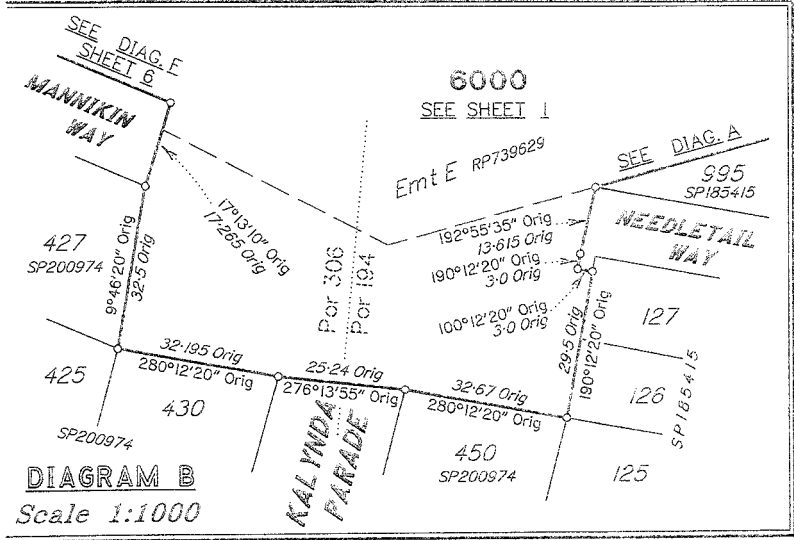 SEE DIAG. F
SHEET 6
MANNIKIN
WAY
6000
SEE SHEET 1
Emt E RP739629
SEE DIAG. A
995
SP185415
NEEDLETAIL
WAY
17°13'10" Orig
17·265 Orig
192°55'35" Orig
13·615 Orig
190°12'20" Orig
3·0 Orig
100°12'20" Orig
3·0 Orig
427
SP200974
9°46'20" Orig
32·5 Orig
Por 306
Por 194
29·5 Orig
190°12'20" Orig
127
126
SP185415
125
32·195 Orig
280°12'20" Orig
25·24 Orig
276°13'55" Orig
32·67 Orig
280°12'20" Orig
425
430
SP200974
KALYNDA
PARADE
450
SP200974
DIAGRAM B
Scale 1:1000